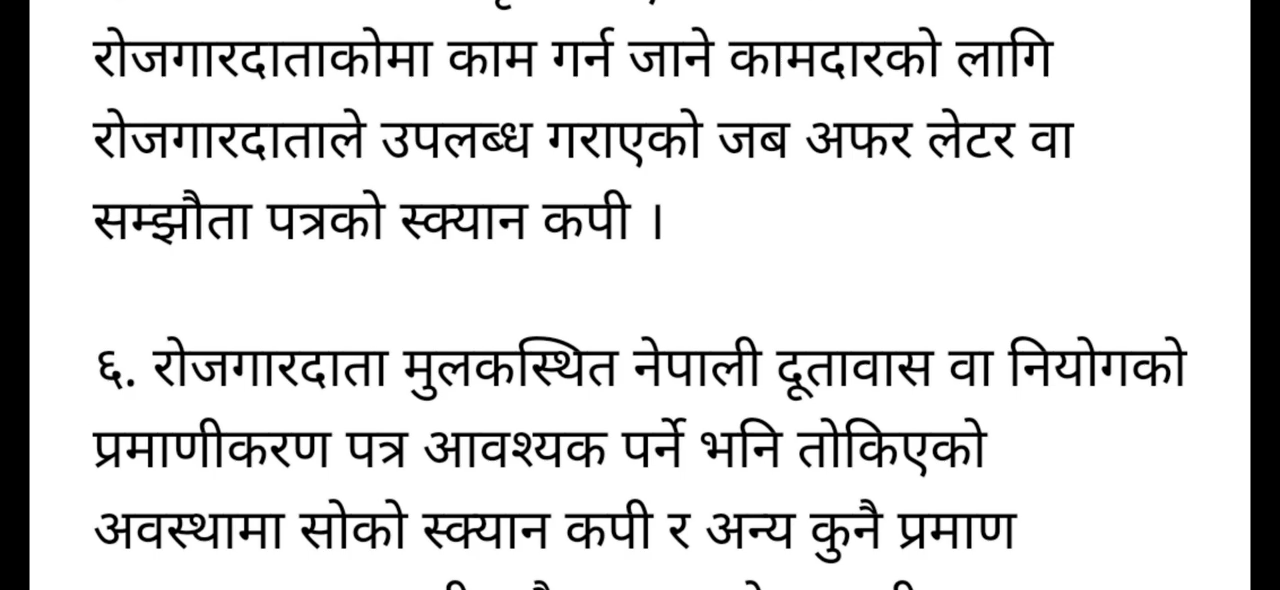 रोजगारदाताकोमा काम गर्न जाने कामदारको लागि
रोजगारदाताले उपलब्ध गराएको जब अफर लेटर वा
सम्झौता पत्रको स्क्यान कपी ।
६. रोजगारदाता मुलकस्थित नेपाली दूतावास वा नियोगको
प्रमाणीकरण पत्र आवश्यक पर्ने भनि तोकिएको
अवस्थामा सोको स्क्यान कपी र अन्य कुनै प्रमाण